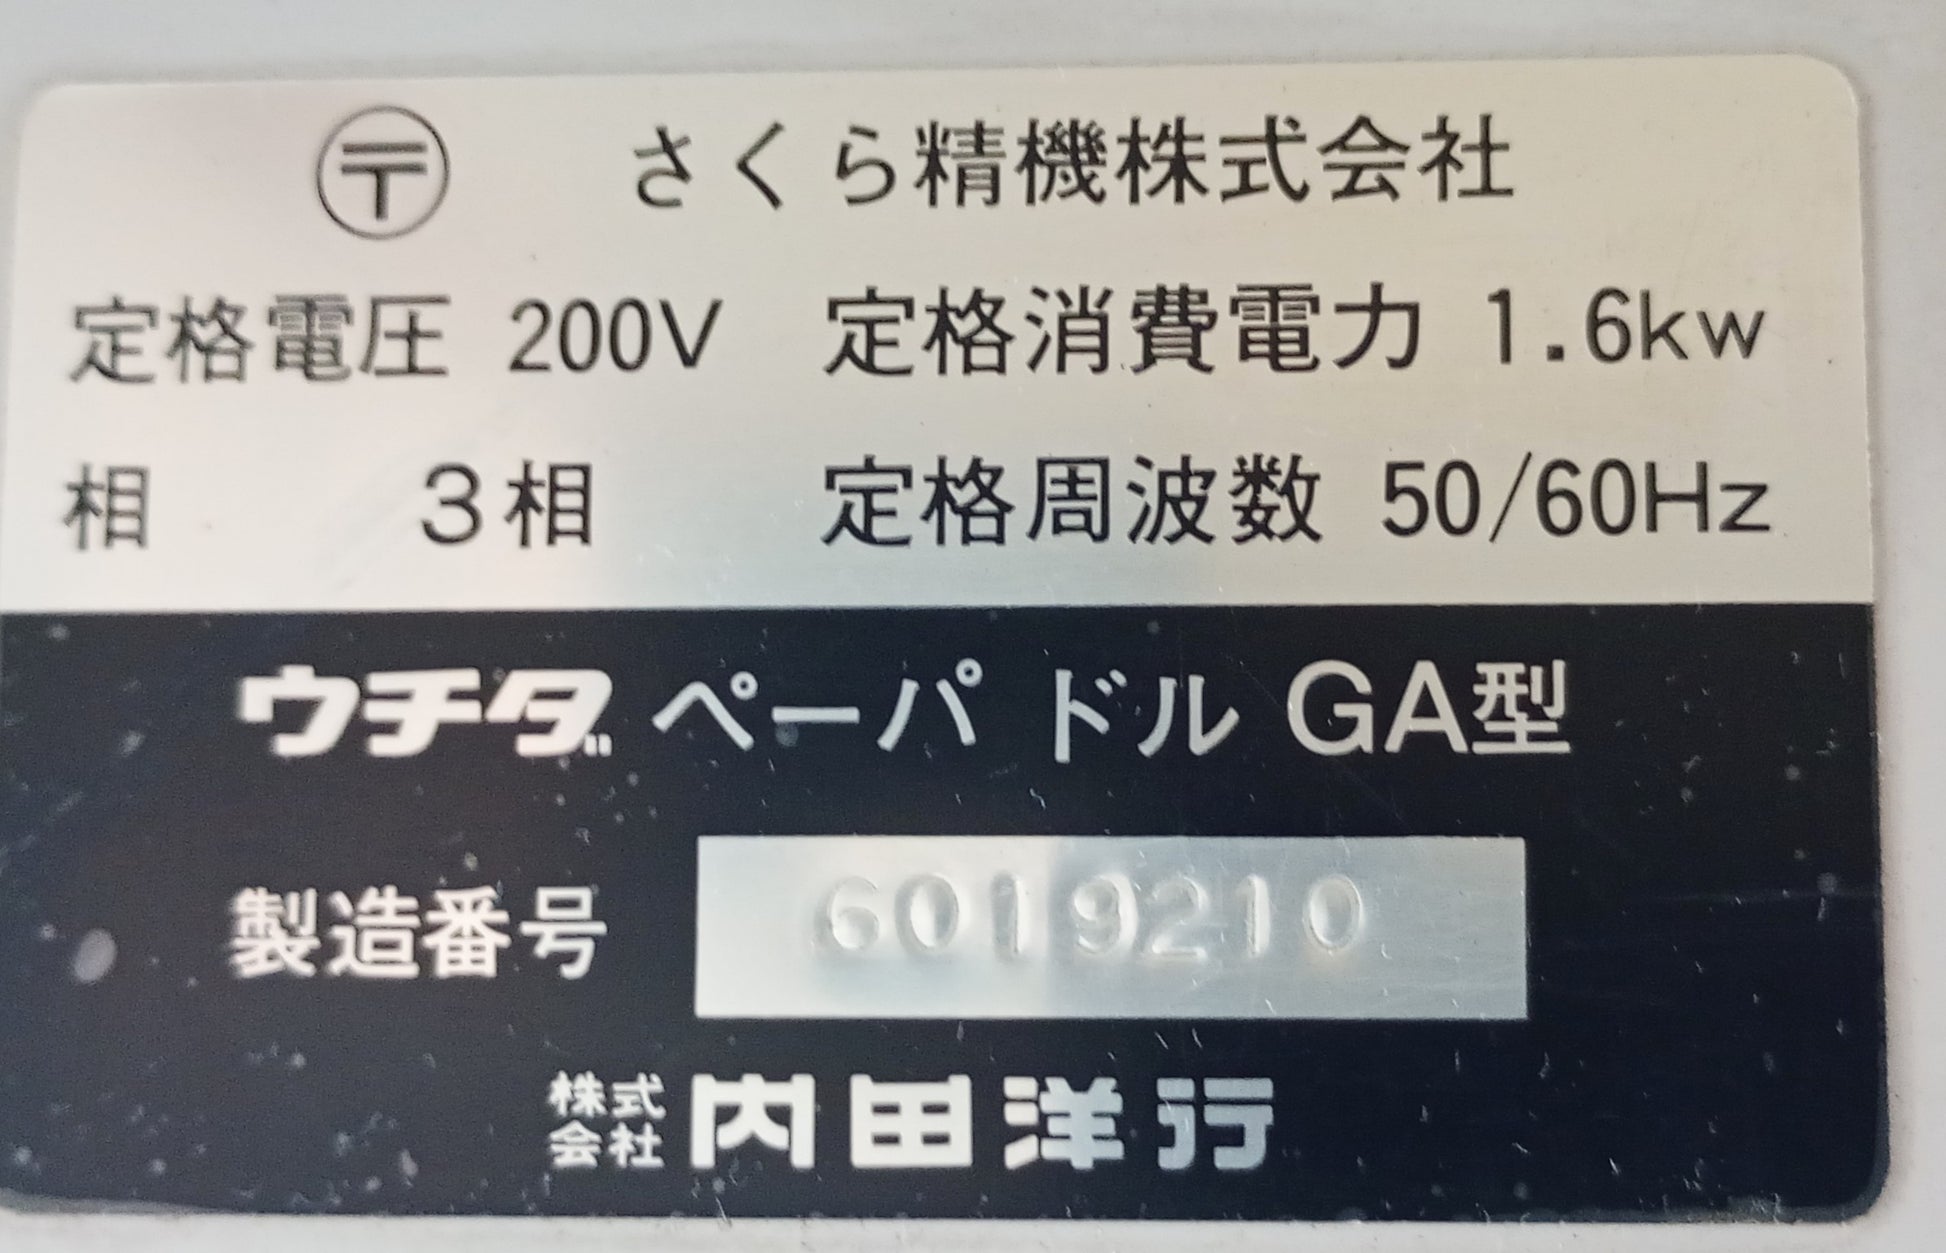 〒 さくら精機株式会社
定格電圧 200V 定格消費電力 1.6kw
相 3相 定格周波数 50/60Hz
ウチダ ペーパ ドル GA型
製造番号 6019210
株式会社 内田洋行